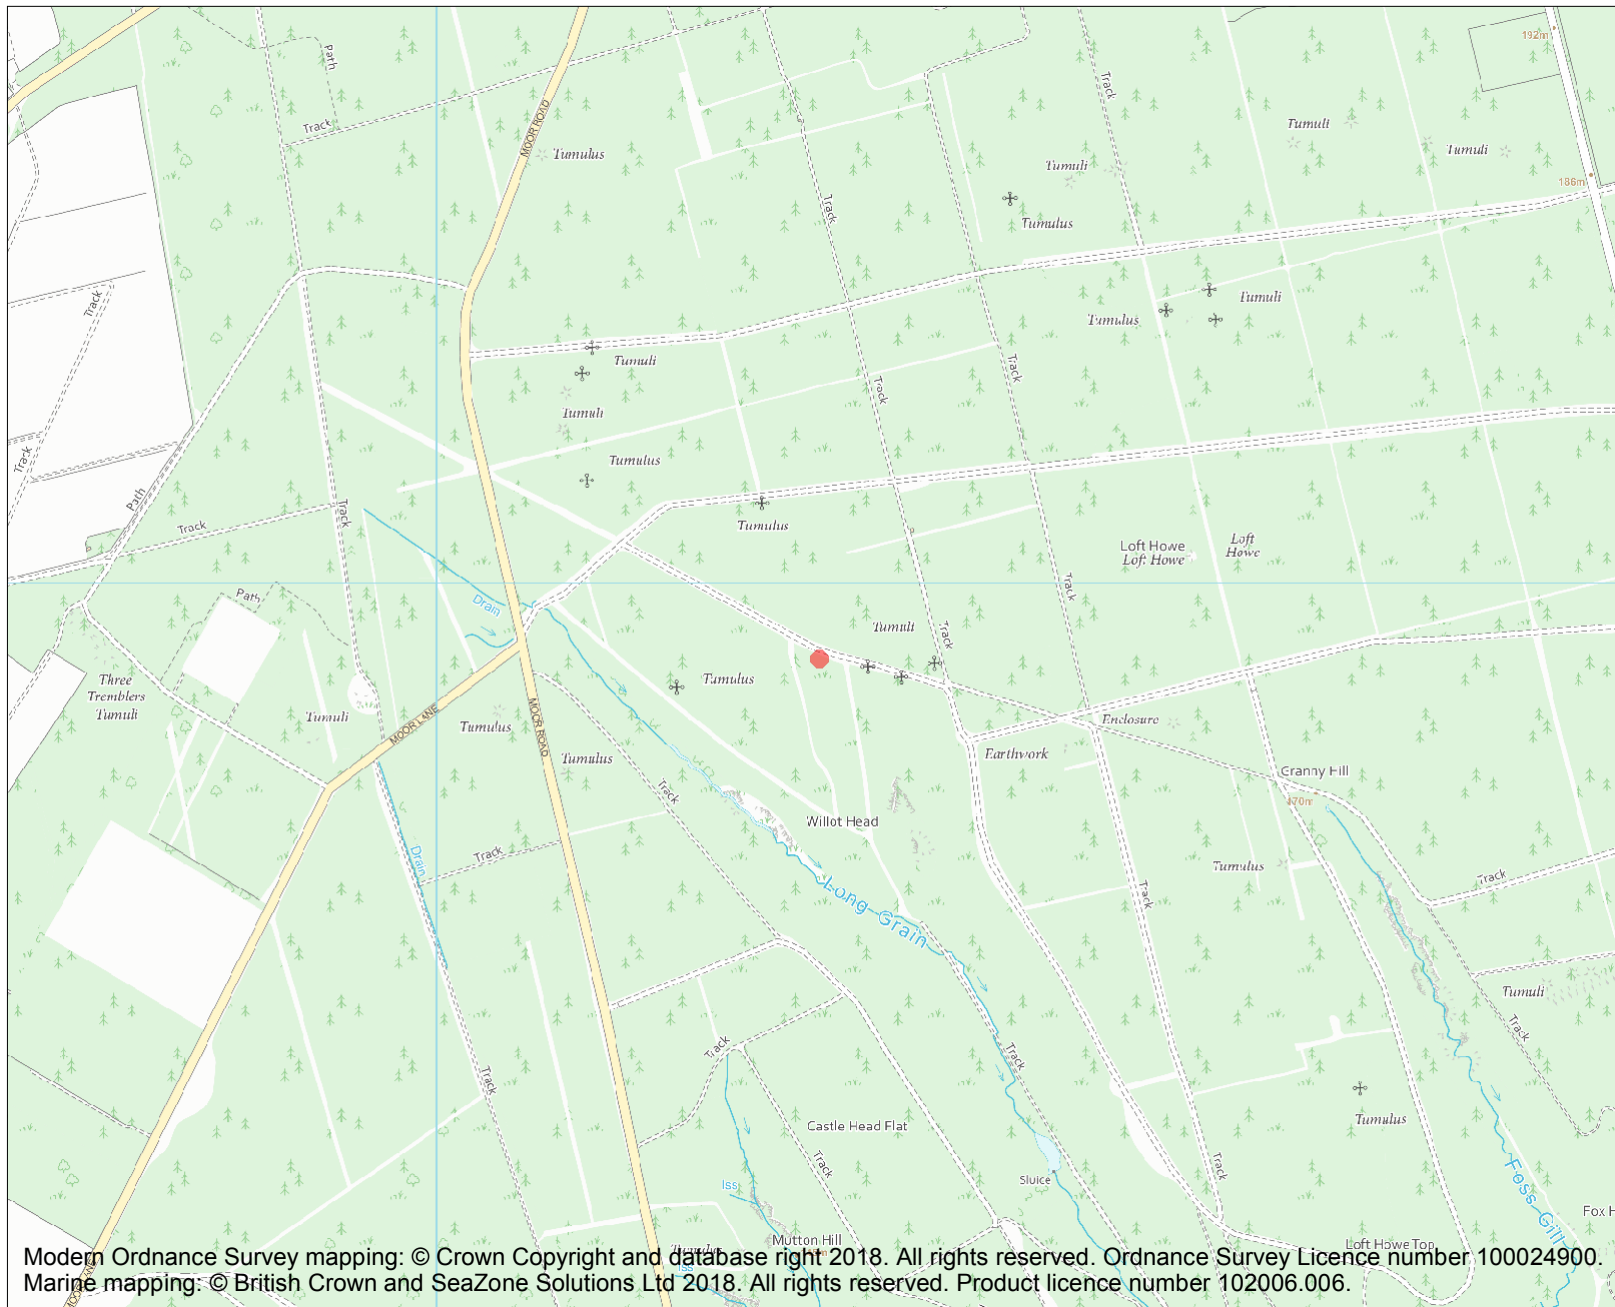 192m
Path
MOOR ROAD
Track
Track
Tumuli
Tumulus
Tumuli
Tumuli
186m
Track
Tumulus
Track
Tumuli
Tumulus
Tumuli
Track
Track
Tumuli
Tumulus
Track
Path
Track
Track
Tumulus
Loft Howe
Loft Howe
Loft
Howe
Track
Path
Drain
Tumuli
Track
Three
Tremblers
Tumuli
Tumulus
Tumuli
MOOR LANE
Tumulus
MOOR ROAD
Enclosure
Earthwork
Tumulus
Granny Hill
170m
Track
Willot Head
Drain
Track
Tumulus
Track
Track
Long Grain
Tumuli
Track
Track
Track
Track
Castle Head Flat
Tumulus
Track
Track
Sluice
Iss
Foss Gill
Fox H
Mutton Hill
Loft Howe Top
Tumulus
Iss
MOOR LANE
Modern Ordnance Survey mapping: © Crown Copyright and database right 2018. All rights reserved. Ordnance Survey Licence number 100024900.
Marine mapping: © British Crown and SeaZone Solutions Ltd 2018. All rights reserved. Product licence number 102006.006.